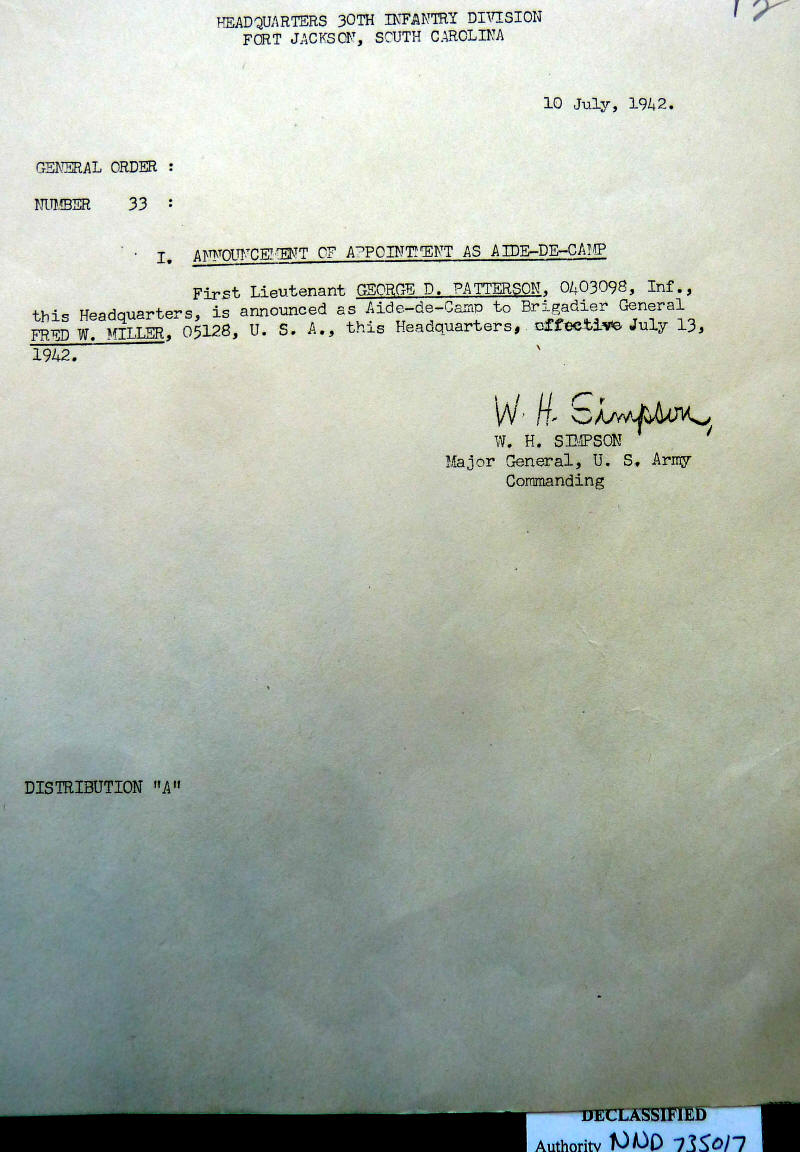 HEADQUARTERS 30TH INFANTRY DIVISION
FORT JACKSON, SOUTH CAROLINA
10 July, 1942.
GENERAL ORDER :
NUMBER 33 :
I. ANNOUNCEMENT OF APPOINTMENT AS AIDE-DE-CAMP
First Lieutenant GEORGE D. PATTERSON, O403098, Inf.,
this Headquarters, is announced as Aide-de-Camp to Brigadier General
FRED W. MILLER, O5128, U. S. A., this Headquarters, effective July 13,
1942.
W. H. Simpson,
W. H. SIMPSON
Major General, U. S. Army
Commanding
DISTRIBUTION "A"
DECLASSIFIED
Authority NND 735017